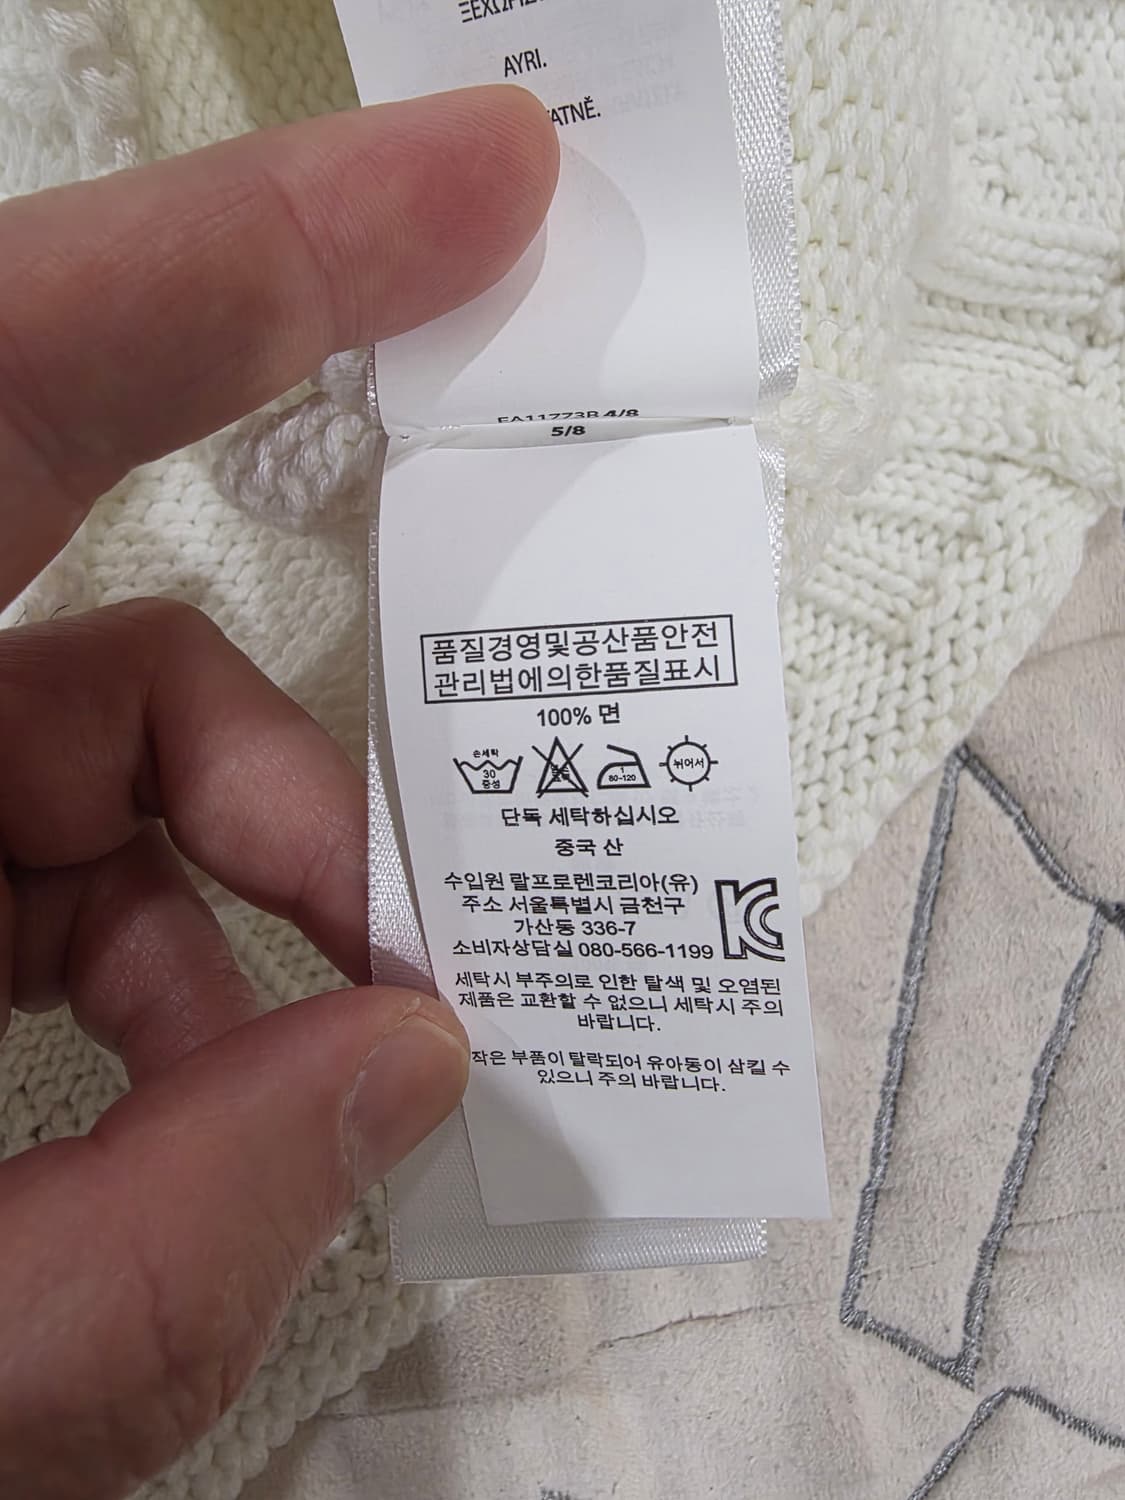 AYRI.
5/8
품질경영및공산품안전
관리법에의한품질표시
100% 면
손세탁
30
중성
1
80-120
뉘어서
단독 세탁하십시오
중국 산
수입원 랄프로렌코리아(유)
주소 서울특별시 금천구
가산동 336-7
소비자상담실 080-566-1199
세탁시 부주의로 인한 탈색 및 오염된
제품은 교환할 수 없으니 세탁시 주의
바랍니다.
작은 부품이 탈락되어 유아동이 삼킬 수
있으니 주의 바랍니다.